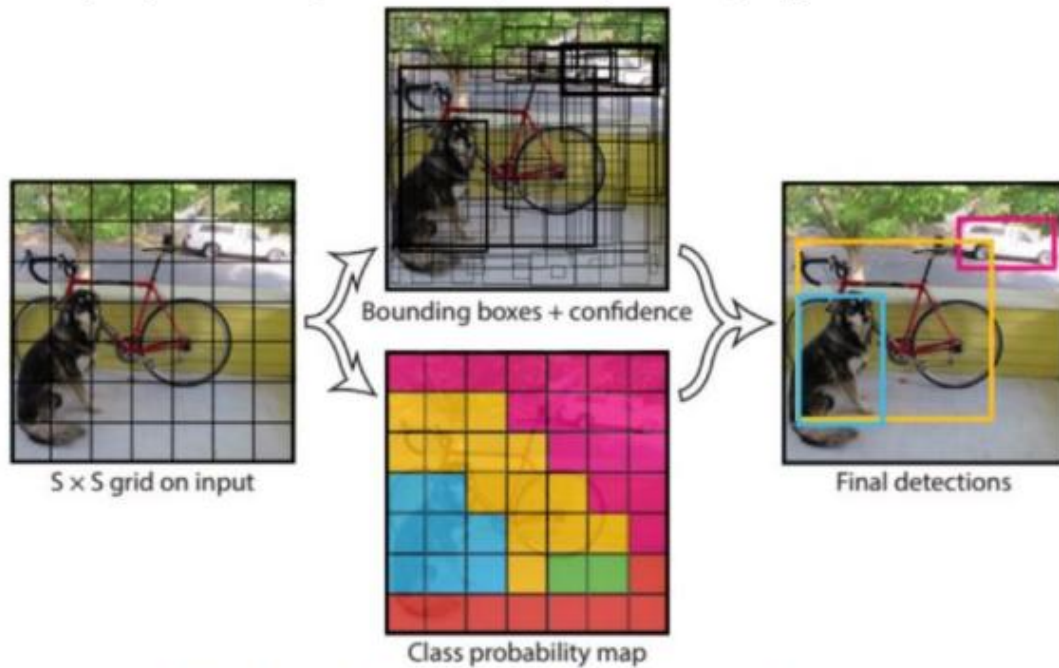 Bounding boxes + confidence
S × S grid on input
Final detections
Class probability map